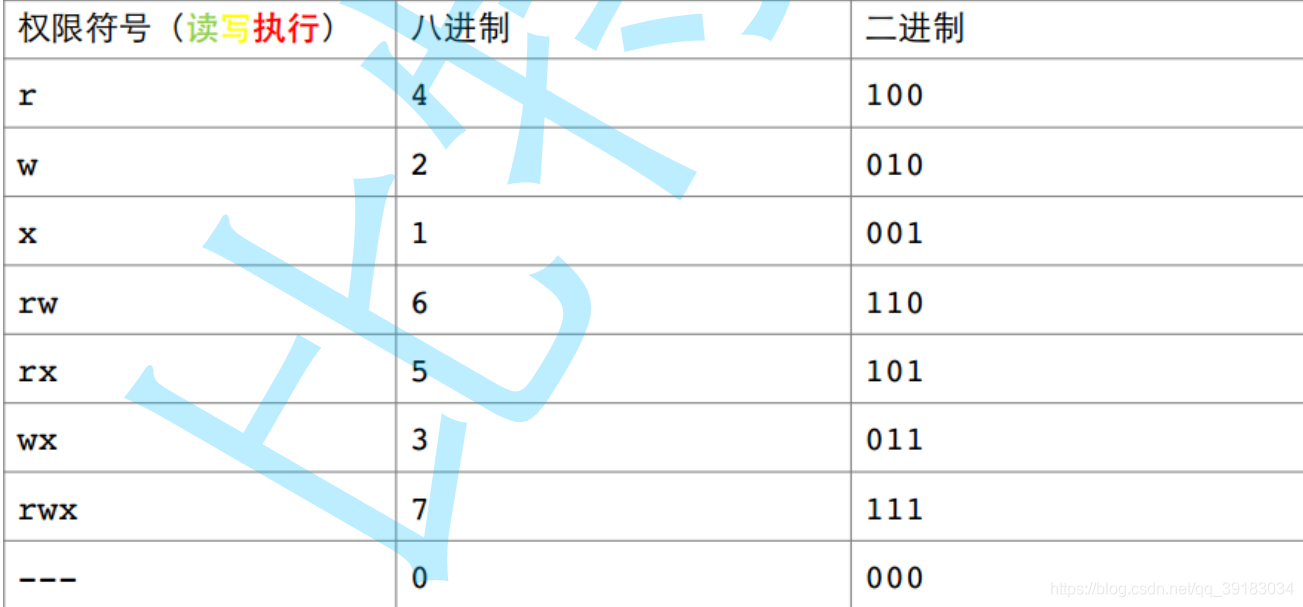 权限符号（读写执行） 八进制 二进制
r 4 100
w 2 010
x 1 001
rw 6 110
rx 5 101
wx 3 011
rwx 7 111
--- 0 000
https://blog.csdn.net/qq_39183034